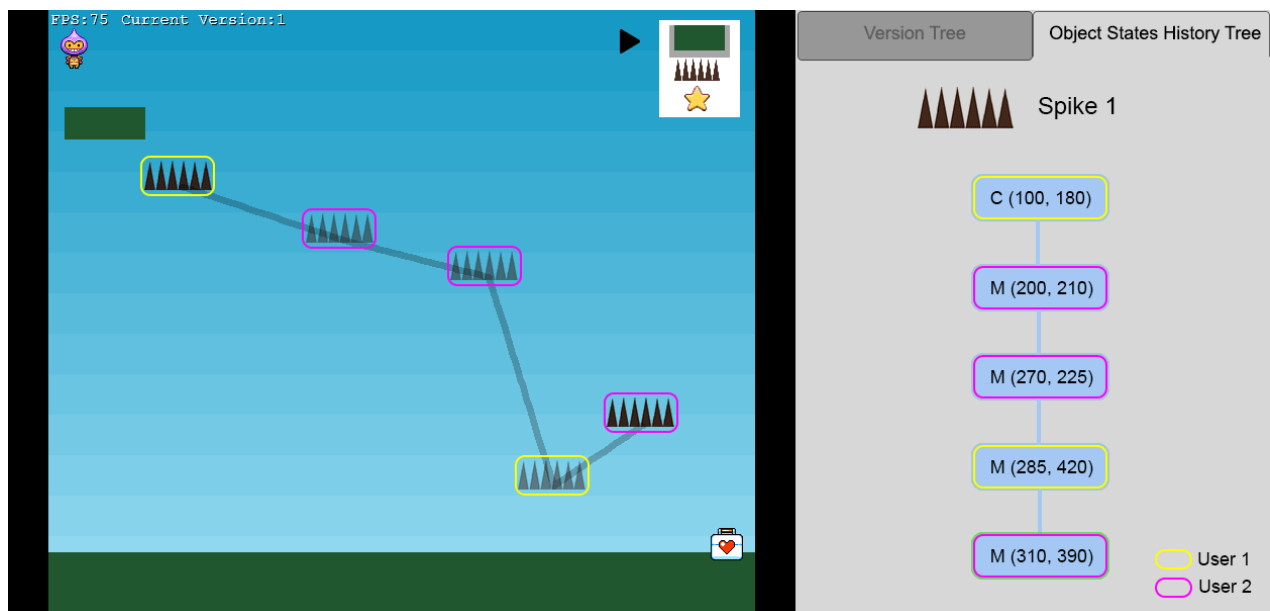 FPS:75 Current Version:1
Version Tree
Object States History Tree
Spike 1
C (100, 180)
M (200, 210)
M (270, 225)
M (285, 420)
M (310, 390)
User 1
User 2